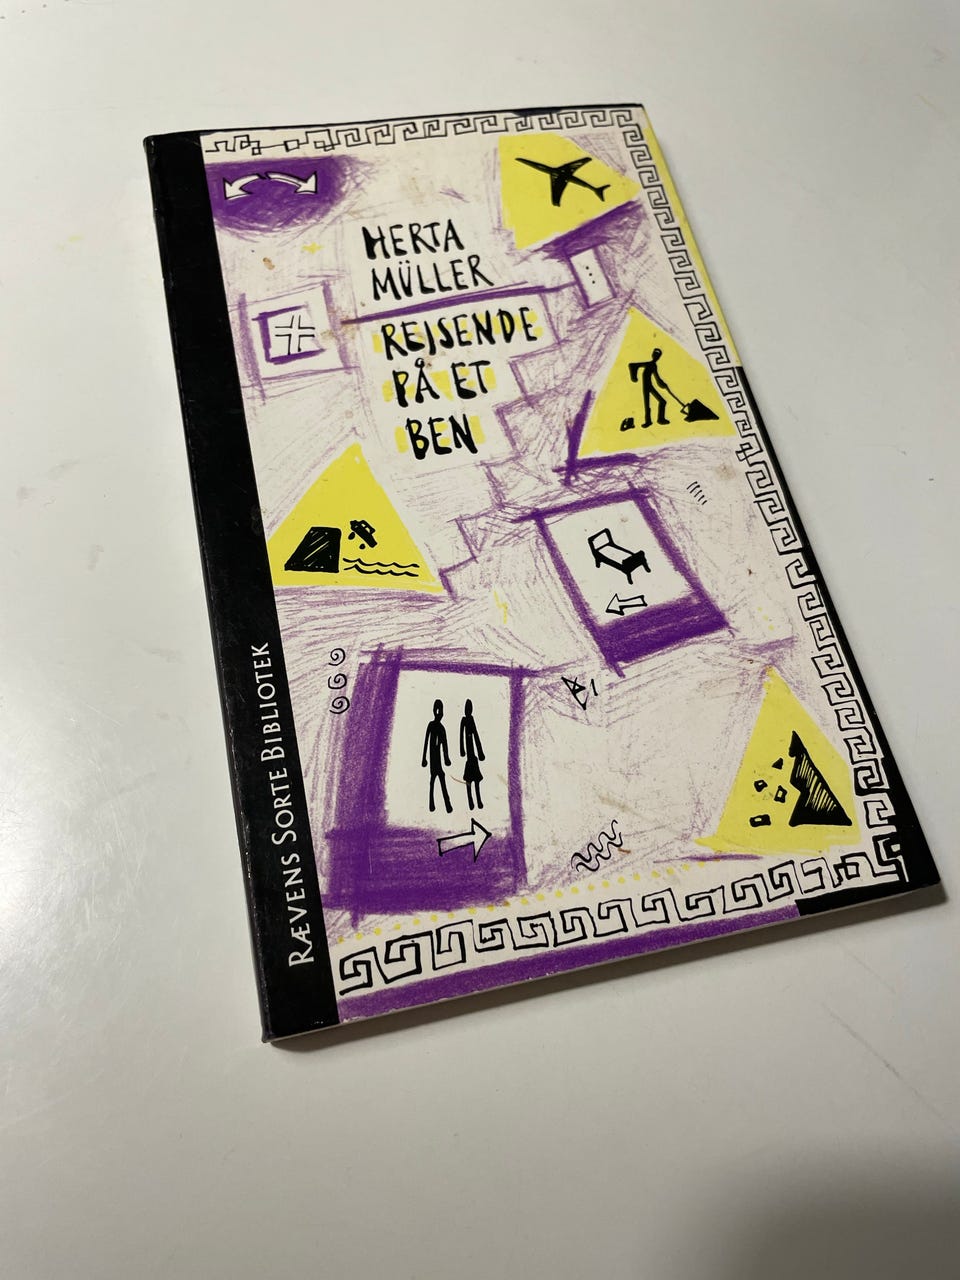 HERTA
MÜLLER
REJSENDE
PÅ ET
BEN
RÆVENS SORTE BIBLIOTEK